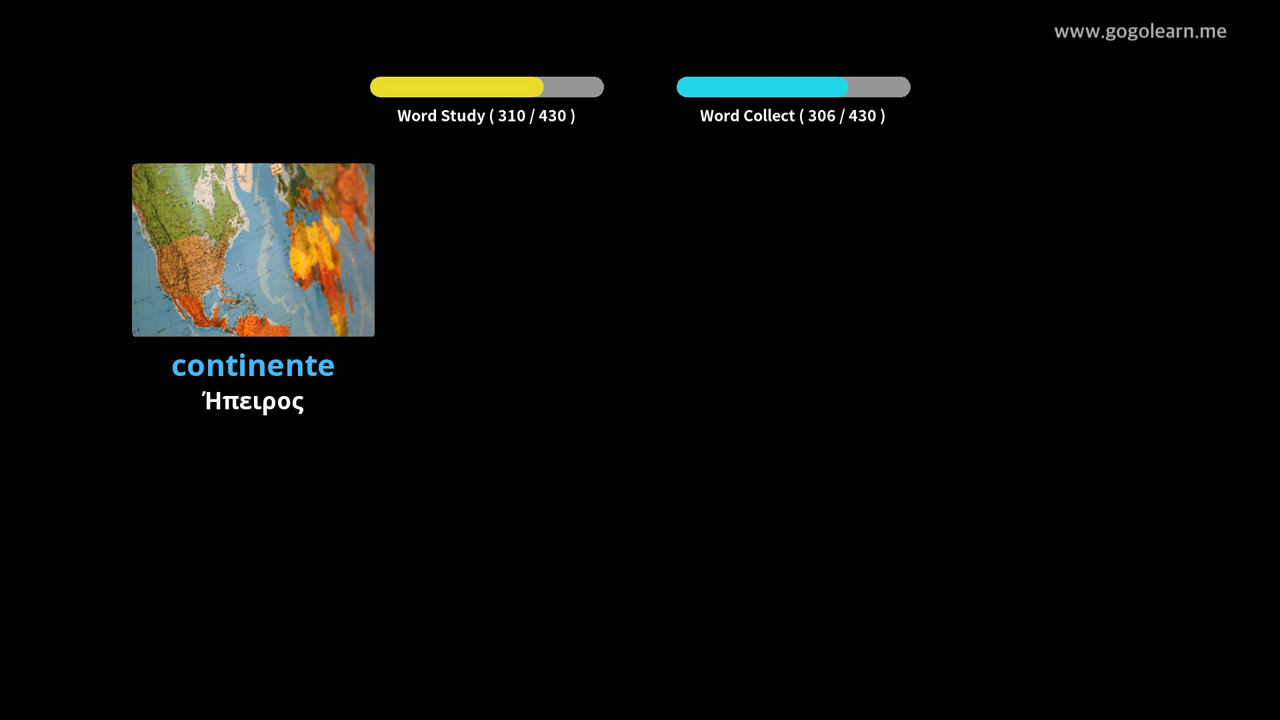 www.gogolearn.me
Word Study ( 310 / 430 )
Word Collect ( 306 / 430 )
continente
Ήπειρος